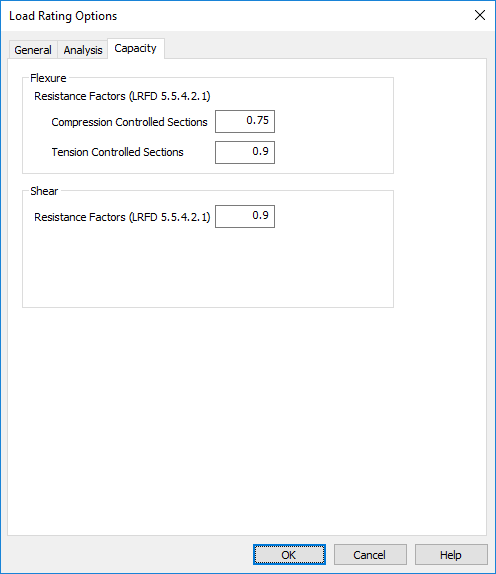 Load Rating Options
General Analysis Capacity
Flexure
Resistance Factors (LRFD 5.5.4.2.1)
Compression Controlled Sections 0.75
Tension Controlled Sections 0.9
Shear
Resistance Factors (LRFD 5.5.4.2.1) 0.9
OK Cancel Help